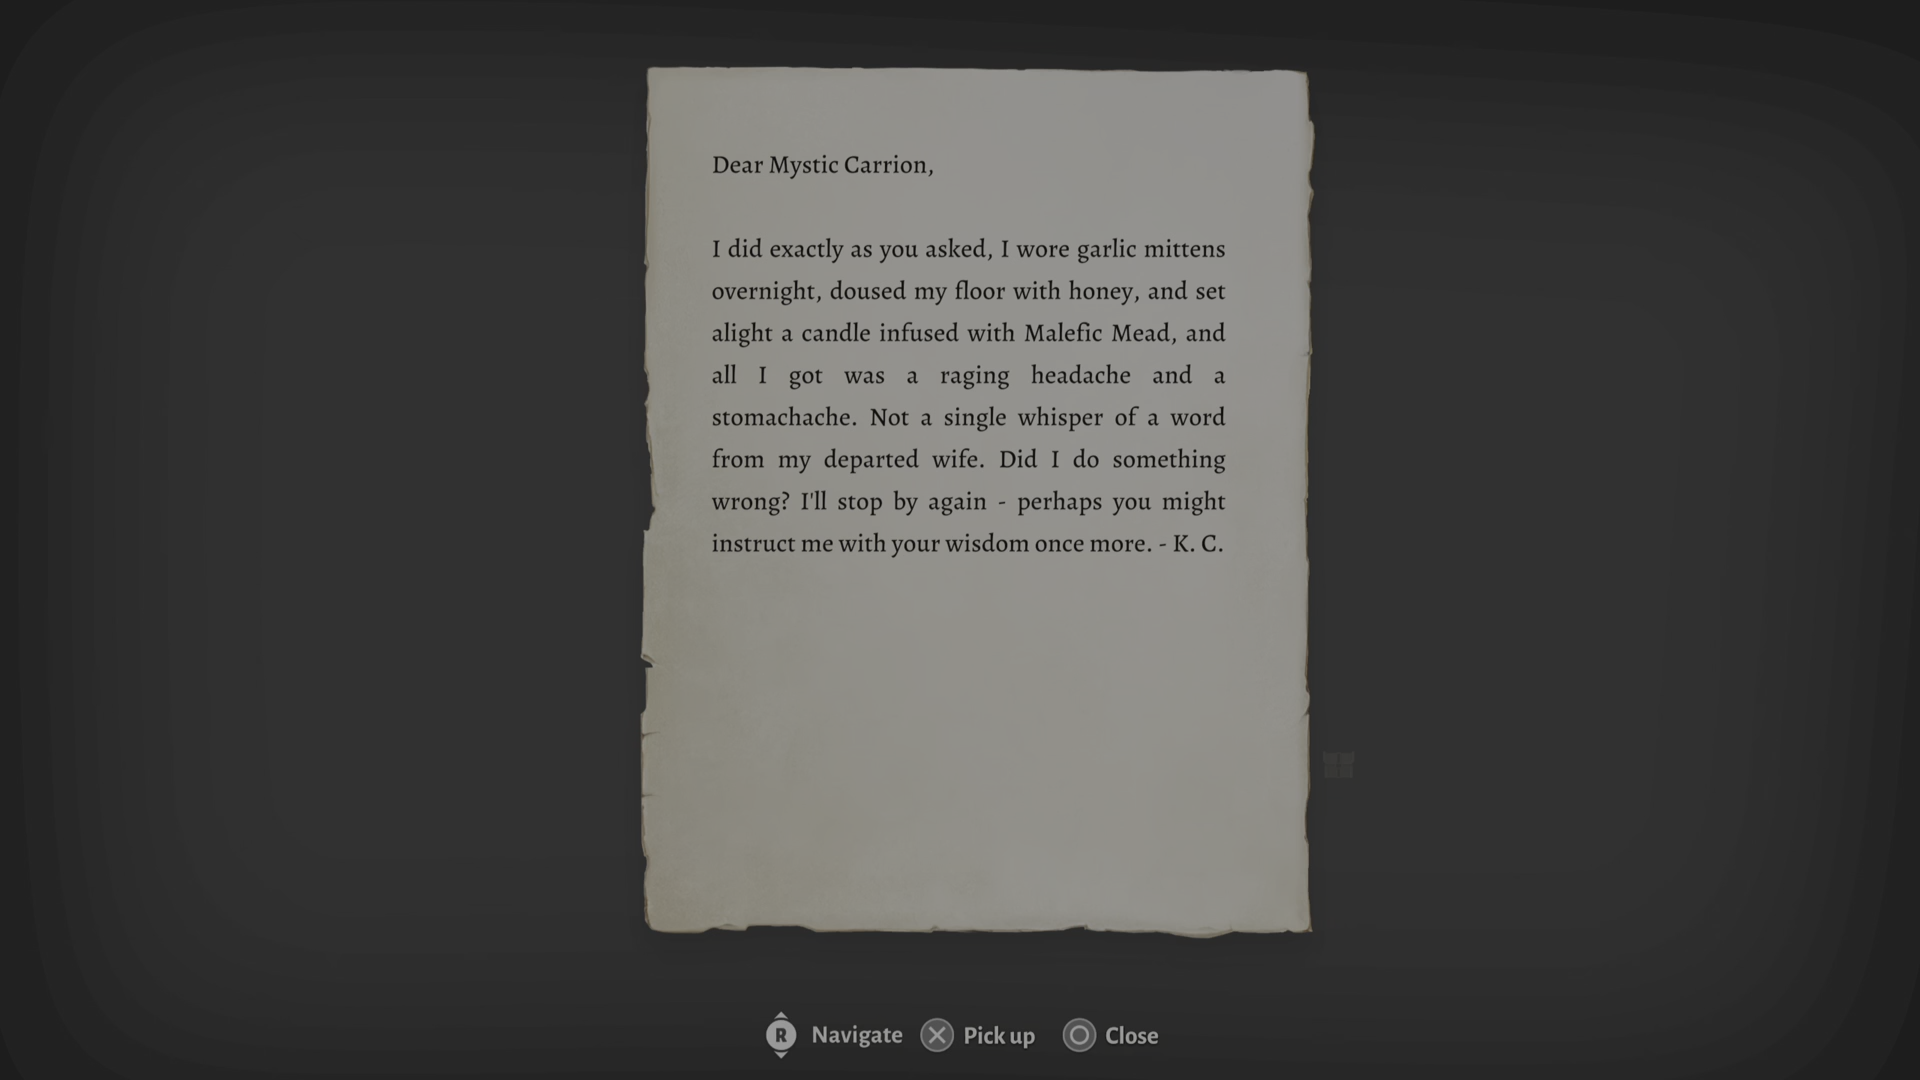 Dear Mystic Carrion,
I did exactly as you asked, I wore garlic mittens
overnight, doused my floor with honey, and set
alight a candle infused with Malefic Mead, and
all I got was a raging headache and a
stomachache. Not a single whisper of a word
from my departed wife. Did I do something
wrong? I'll stop by again - perhaps you might
instruct me with your wisdom once more. - K. C.
R Navigate Pick up Close